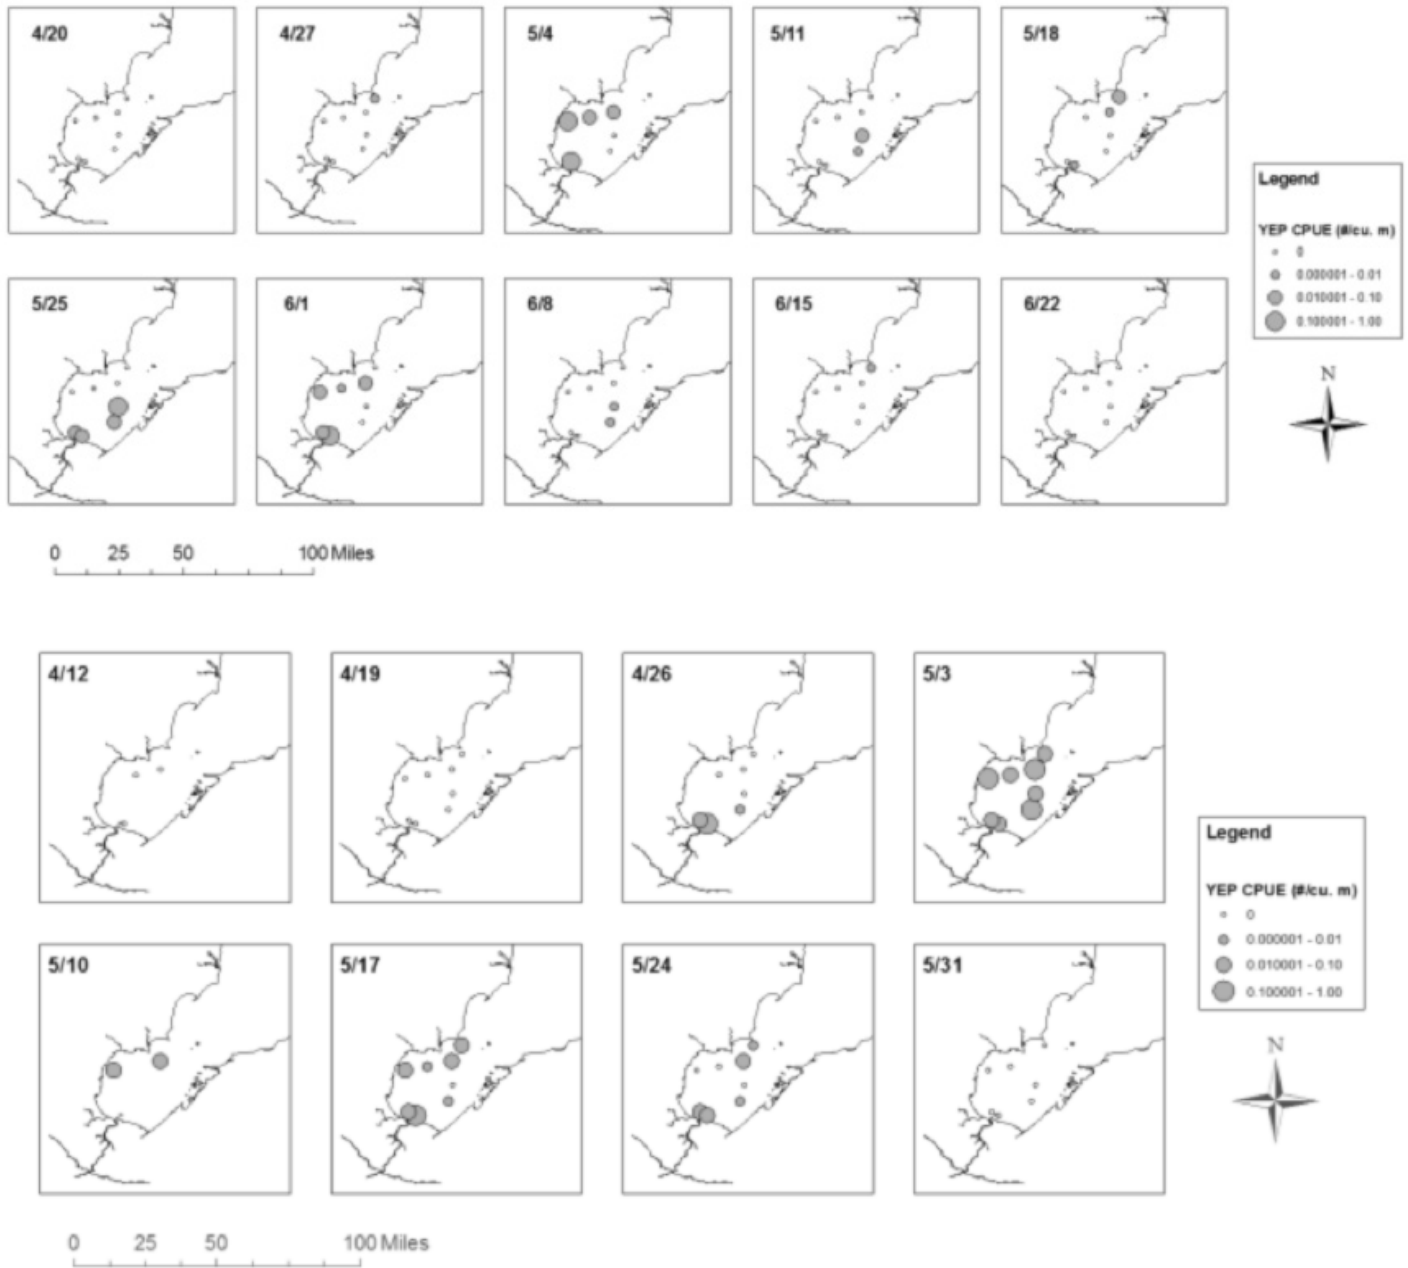 4/20
4/27
5/4
5/11
5/18
Legend
YEP CPUE (#/cu. m)
0
0.000001 - 0.01
0.010001 - 0.10
0.100001 - 1.00
5/25
6/1
6/8
6/15
6/22
N
0 25 50 100 Miles
4/12
4/19
4/26
5/3
Legend
YEP CPUE (#/cu. m)
0
0.000001 - 0.01
0.010001 - 0.10
0.100001 - 1.00
5/10
5/17
5/24
5/31
N
0 25 50 100 Miles